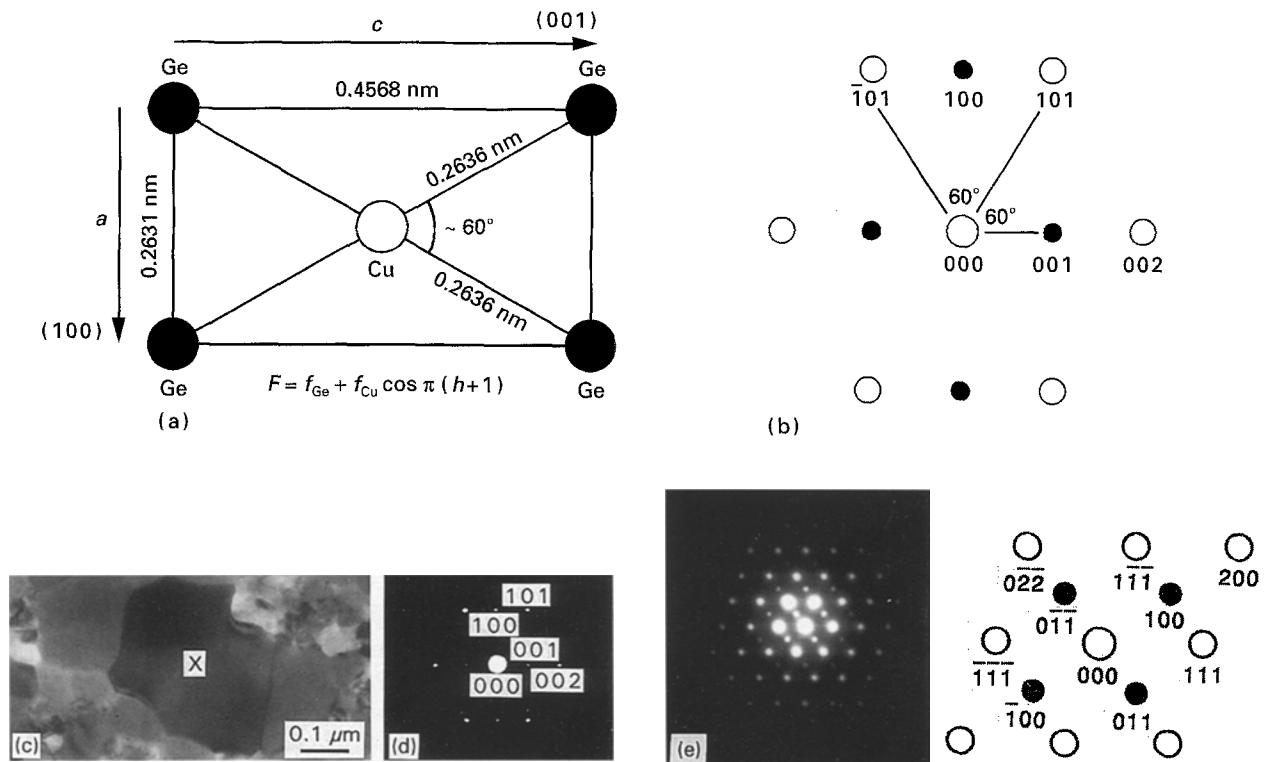 c
(001)
Ge
Ge
0.4568 nm
0.2636 nm
a
0.2631 nm
~ 60°
Cu
0.2636 nm
(100)
Ge
Ge
F = f_Ge + f_Cu cos π (h+1)
(a)
1̄01
100
101
60°
60°
000
001
002
(b)
X
0.1 μm
(c)
101
100
001
000
002
(d)
(e)
02̄2̄
11̄1̄
200
01̄1̄
100
1̄1̄1̄
000
111
1̄00
011